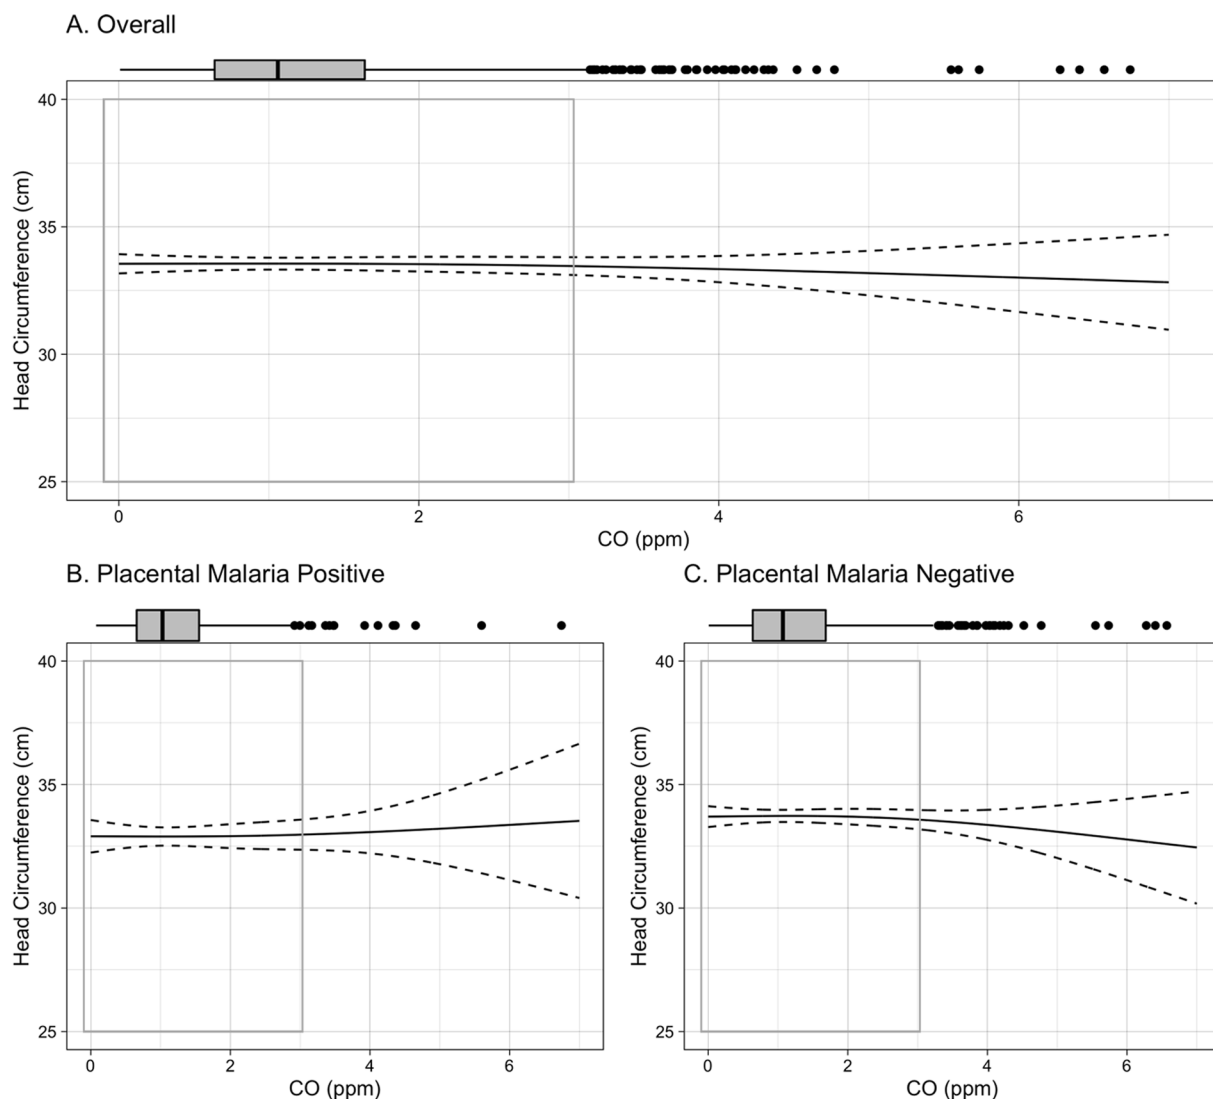 A. Overall
40
35
30
25
Head Circumference (cm)
0 2 4 6
CO (ppm)
B. Placental Malaria Positive
40
35
30
25
Head Circumference (cm)
0 2 4 6
CO (ppm)
C. Placental Malaria Negative
40
35
30
25
Head Circumference (cm)
0 2 4 6
CO (ppm)